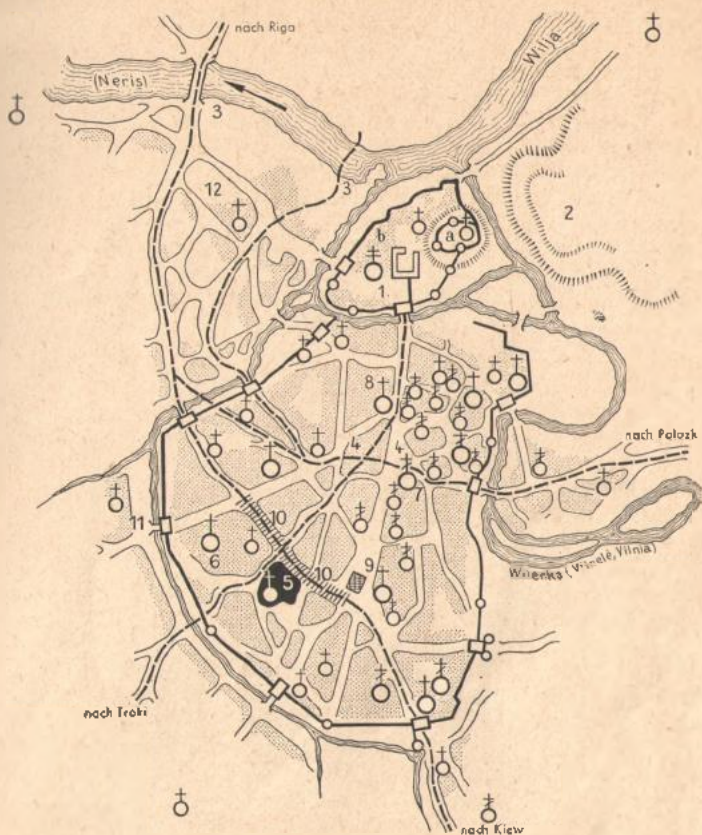 nach Riga
(Neris)
Wilja
3
3
12
2
b
a
1
8
4
4
nach Polozk
7
11
10
6
9
5
10
Wilenka (Vilnelė, Vilnia)
nach Troki
nach Kiew